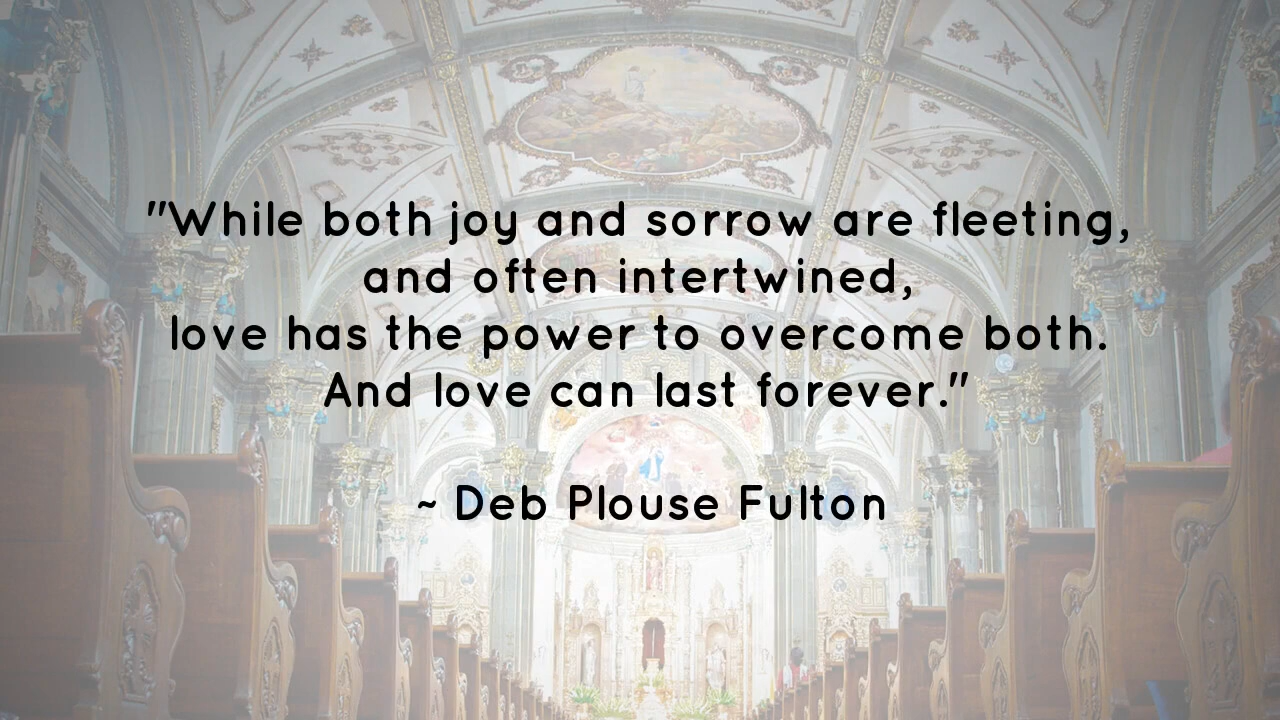 "While both joy and sorrow are fleeting,
and often intertwined,
love has the power to overcome both.
And love can last forever."
~ Deb Plouse Fulton